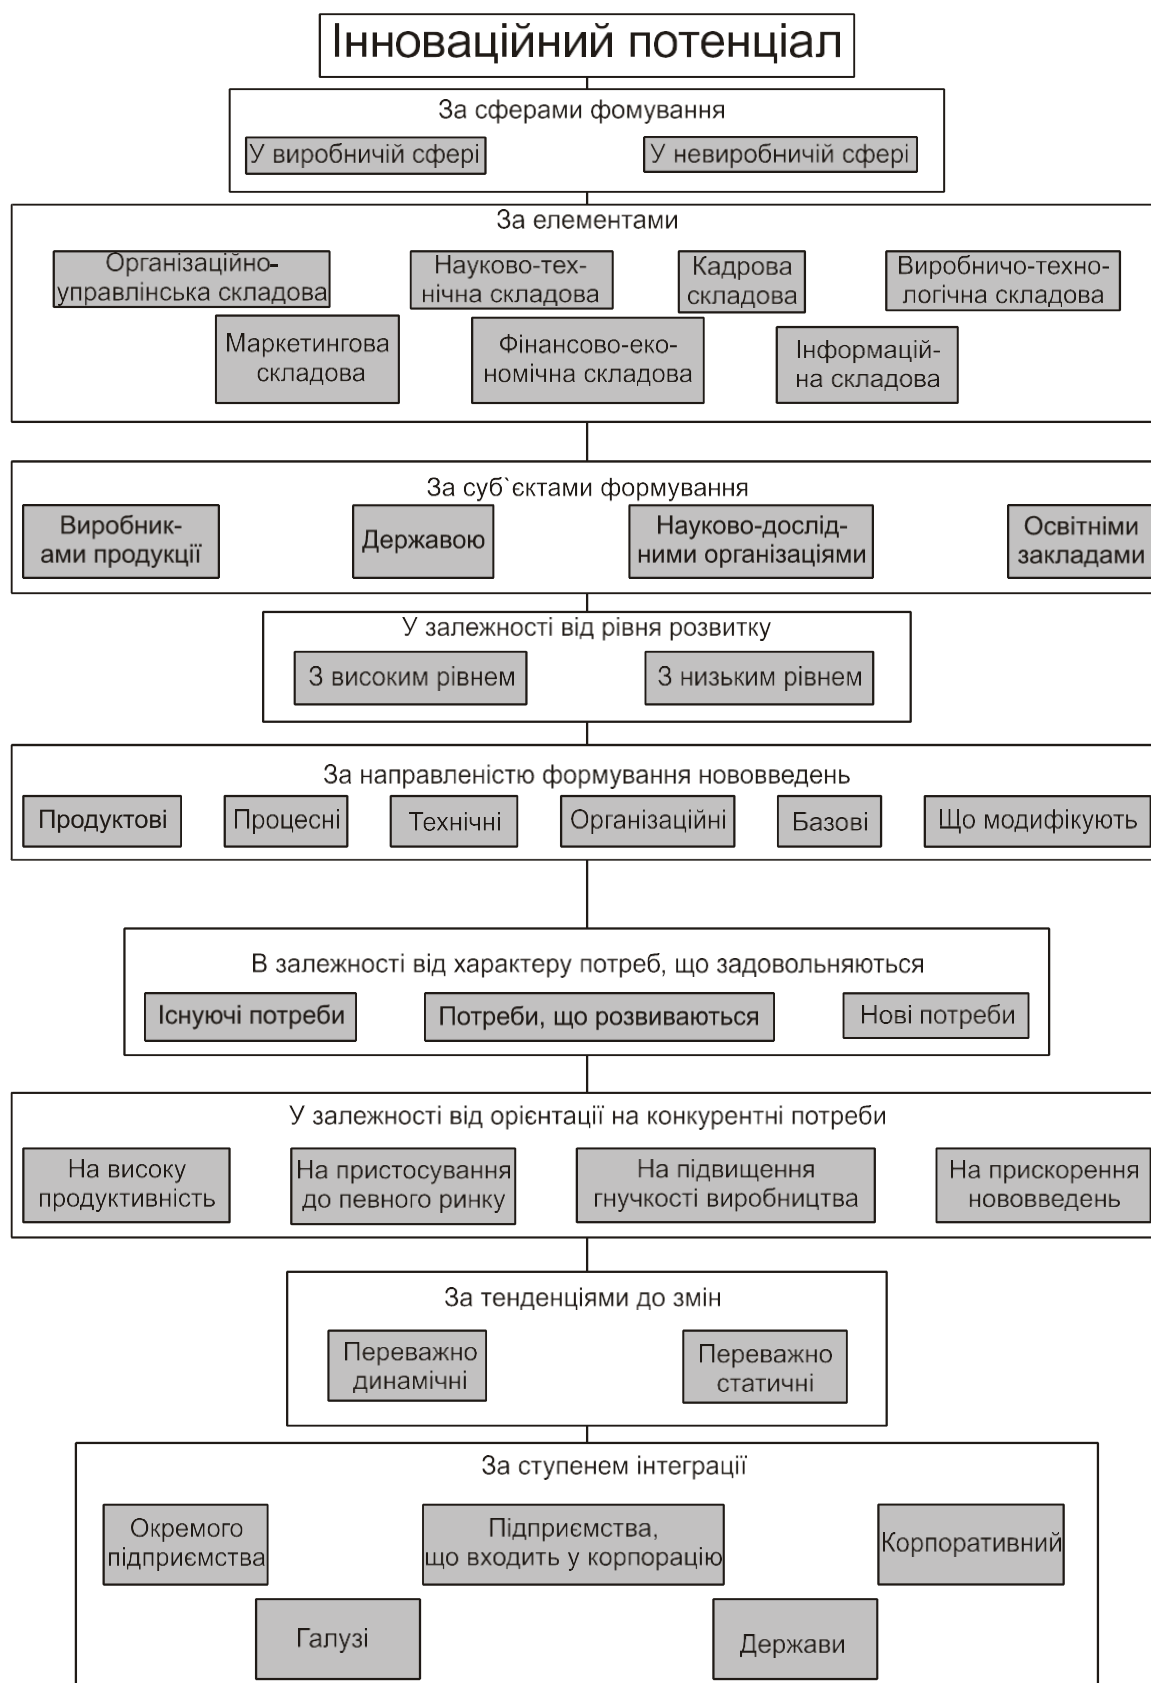 Інноваційний потенціал
За сферами фомування
У виробничій сфері
У невиробничій сфері
За елементами
Організаційно-
управлінська складова
Науково-тех-
нічна складова
Кадрова
складова
Виробничо-техно-
логічна складова
Маркетингова
складова
Фінансово-еко-
номічна складова
Інформацій-
на складова
За суб`єктами формування
Виробник-
ами продукції
Державою
Науково-дослід-
ними організаціями
Освітніми
закладами
У залежності від рівня розвитку
З високим рівнем
З низьким рівнем
За направленістю формування нововведень
Продуктові
Процесні
Технічні
Організаційні
Базові
Що модифікують
В залежності від характеру потреб, що задовольняються
Існуючі потреби
Потреби, що розвиваються
Нові потреби
У залежності від орієнтації на конкурентні потреби
На високу
продуктивність
На пристосування
до певного ринку
На підвищення
гнучкості виробництва
На прискорення
нововведень
За тенденціями до змін
Переважно
динамічні
Переважно
статичні
За ступенем інтеграції
Окремого
підприємства
Підприємства,
що входить у корпорацію
Корпоративний
Галузі
Держави